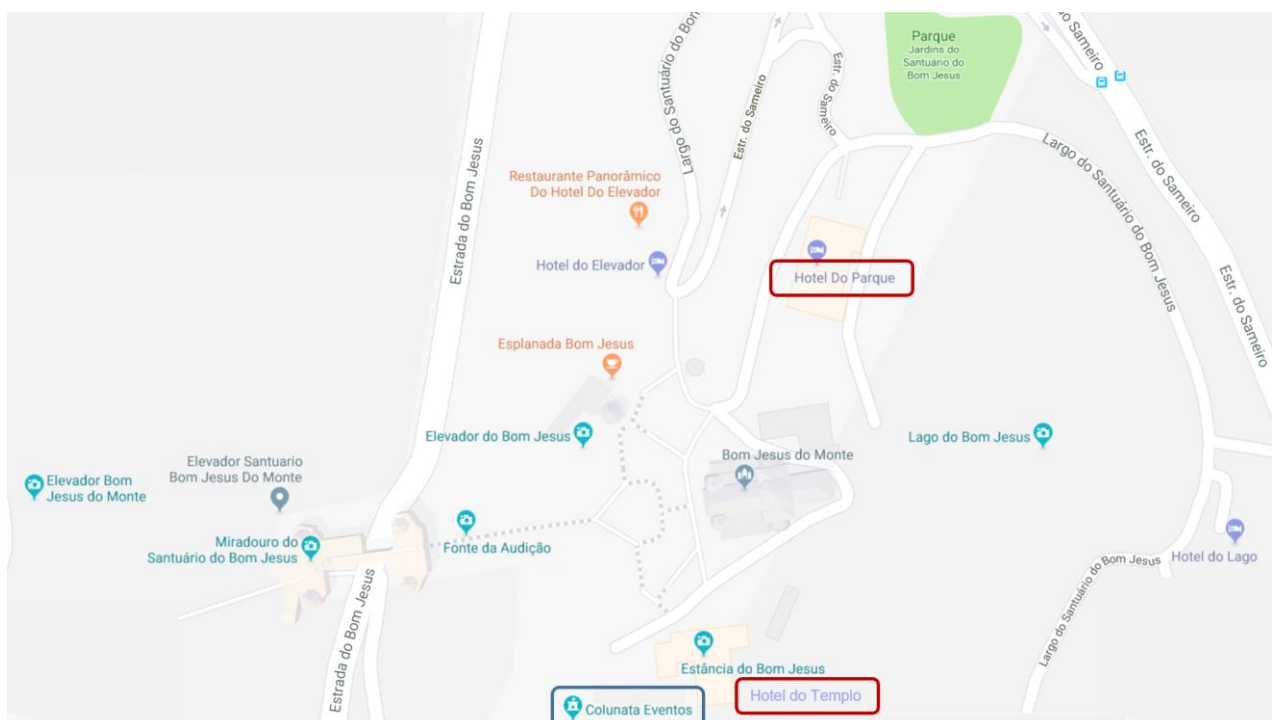 Largo do Santuário do Bom
Estr. do Sameiro
Estr. do Sameiro
Parque
Jardins do
Santuário do
Bom Jesus
do Sameiro
Estr. do Sameiro
Estr. do Sameiro
Largo do Santuário do Bom Jesus
Estrada do Bom Jesus
Restaurante Panorâmico
Do Hotel Do Elevador
Hotel do Elevador
Hotel Do Parque
Esplanada Bom Jesus
Elevador do Bom Jesus
Bom Jesus do Monte
Lago do Bom Jesus
Elevador Santuario
Bom Jesus Do Monte
Elevador Bom
Jesus do Monte
Miradouro do
Santuário do Bom Jesus
Fonte da Audição
Hotel do Lago
Largo do Santuário do Bom Jesus
Estrada do Bom Jesus
Estância do Bom Jesus
Hotel do Templo
Colunata Eventos